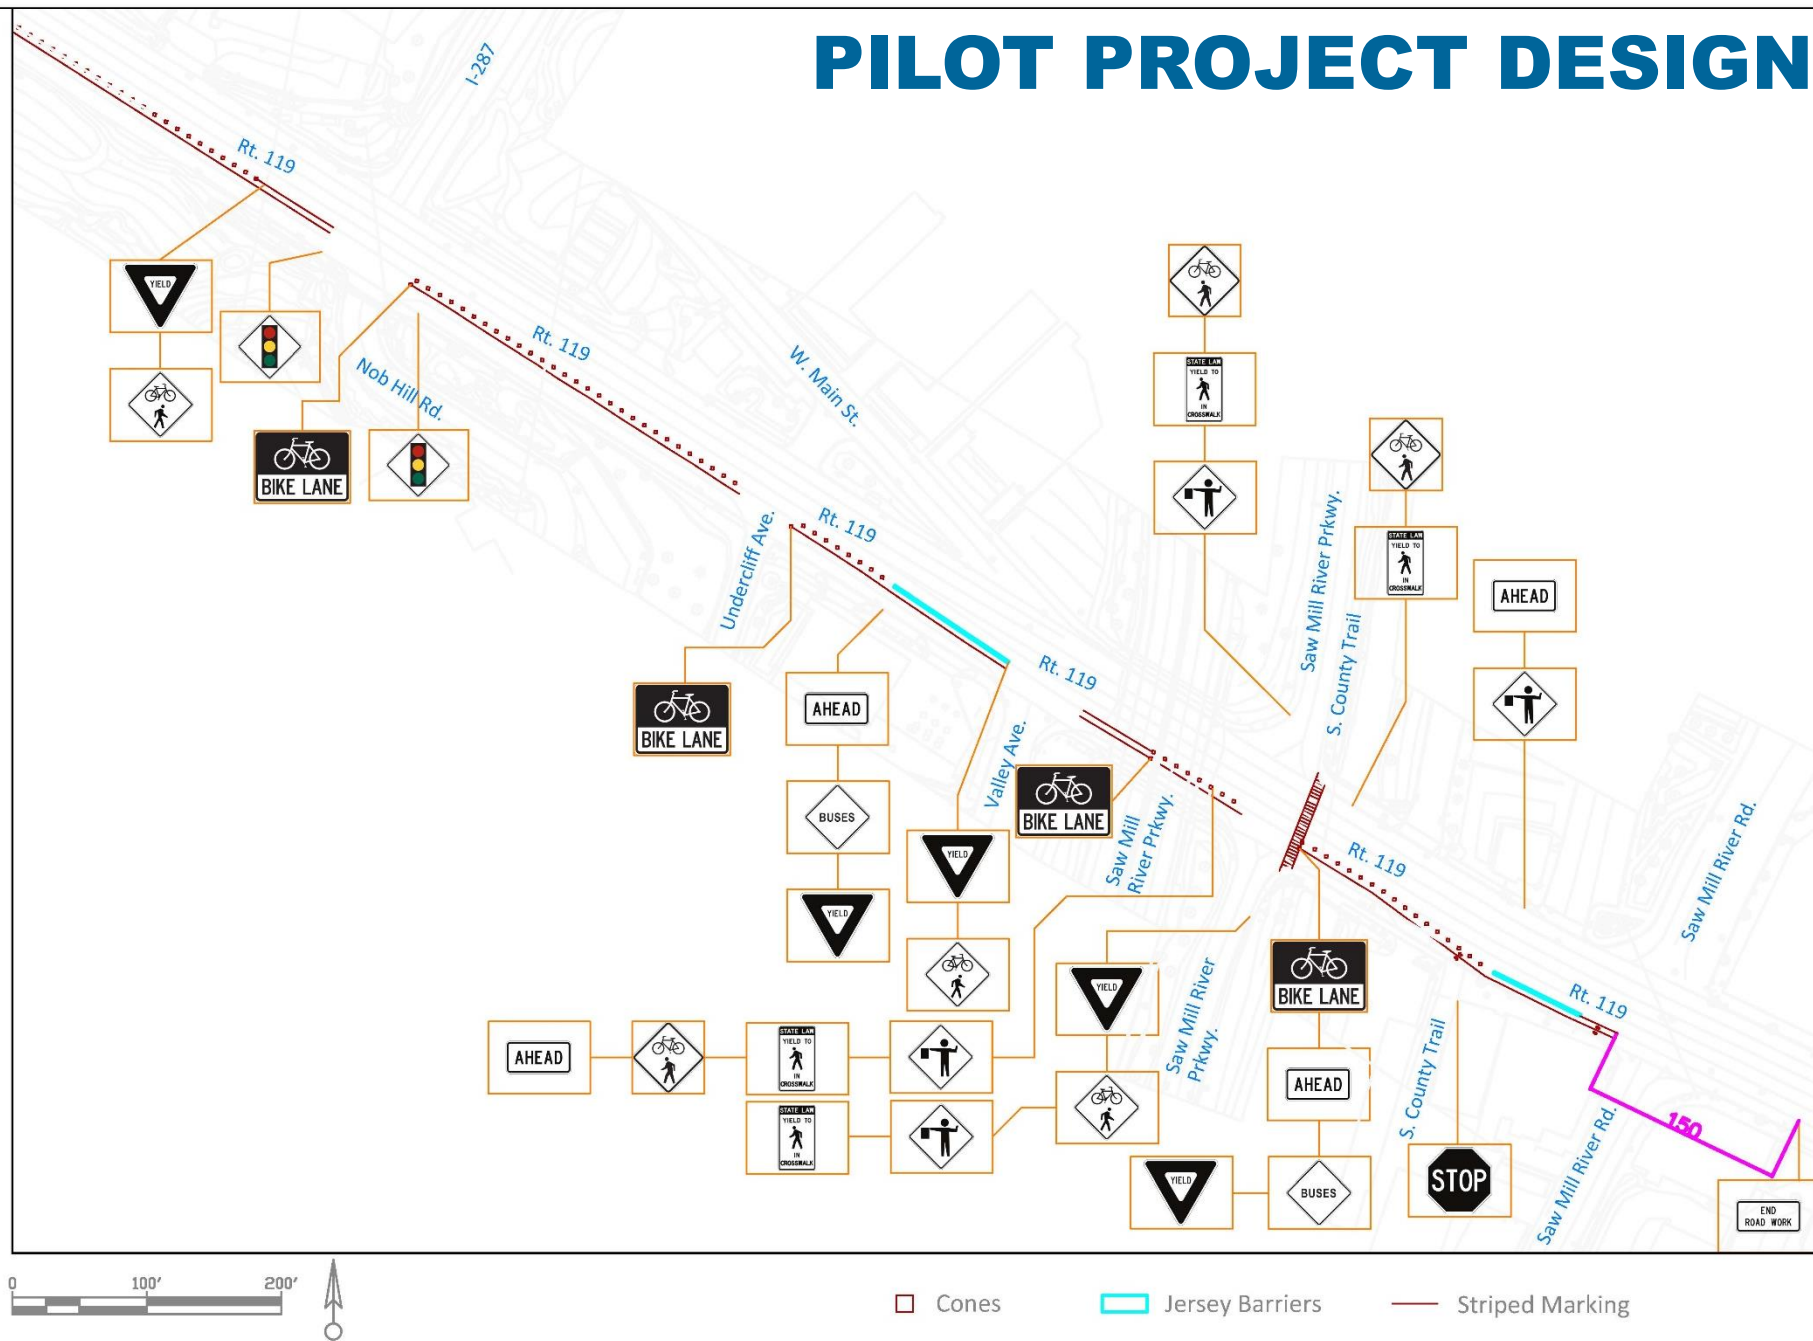 PILOT PROJECT DESIGN
I-287
Rt. 119
YIELD
Rt. 119
Nob Hill Rd.
BIKE LANE
W. Main St.
STATE LAW
YIELD TO
IN
CROSSWALK
Saw Mill River Prkwy.
S. County Trail
STATE LAW
YIELD TO
IN
CROSSWALK
AHEAD
Undercliff Ave.
Rt. 119
BIKE LANE
AHEAD
BUSES
YIELD
Rt. 119
Valley Ave.
YIELD
BIKE LANE
Saw Mill
River Prkwy.
Rt. 119
Saw Mill River Rd.
AHEAD
STATE LAW
YIELD TO
IN
CROSSWALK
STATE LAW
YIELD TO
IN
CROSSWALK
YIELD
Saw Mill River
Prkwy.
BIKE LANE
AHEAD
BUSES
YIELD
S. County Trail
STOP
Rt. 119
Saw Mill River Rd.
150
END
ROAD WORK
0 100' 200'
Cones
Jersey Barriers
Striped Marking